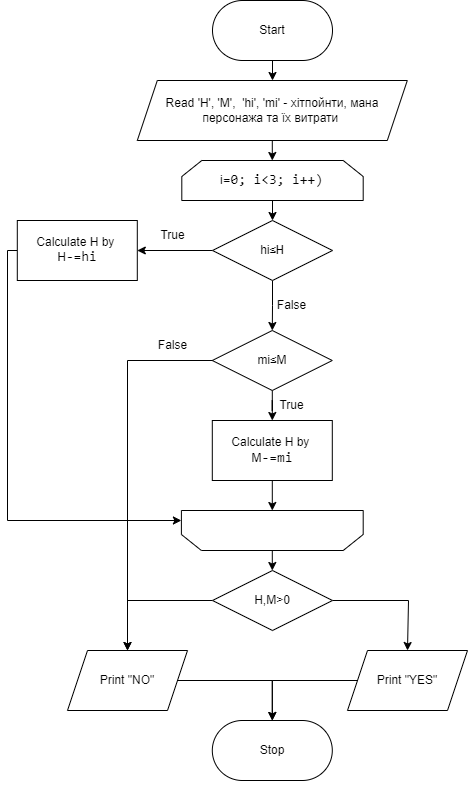 Start
Read 'H', 'M', 'hi', 'mi' - хітпойнти, мана
персонажа та їх витрати
i=0; i<3; i++)
hi≤H
True
Calculate H by
H-=hi
False
mi≤M
False
True
Calculate H by
M-=mi
H,M>0
Print "NO"
Print "YES"
Stop